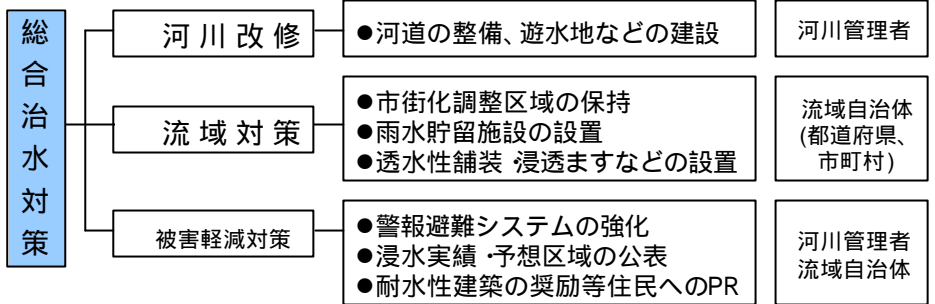 総合治水対策
河川改修
●河道の整備、遊水地などの建設
河川管理者
流域対策
●市街化調整区域の保持
●雨水貯留施設の設置
●透水性舗装・浸透ますなどの設置
流域自治体
(都道府県、
市町村)
被害軽減対策
●警報避難システムの強化
●浸水実績・予想区域の公表
●耐水性建築の奨励等住民へのPR
河川管理者
流域自治体